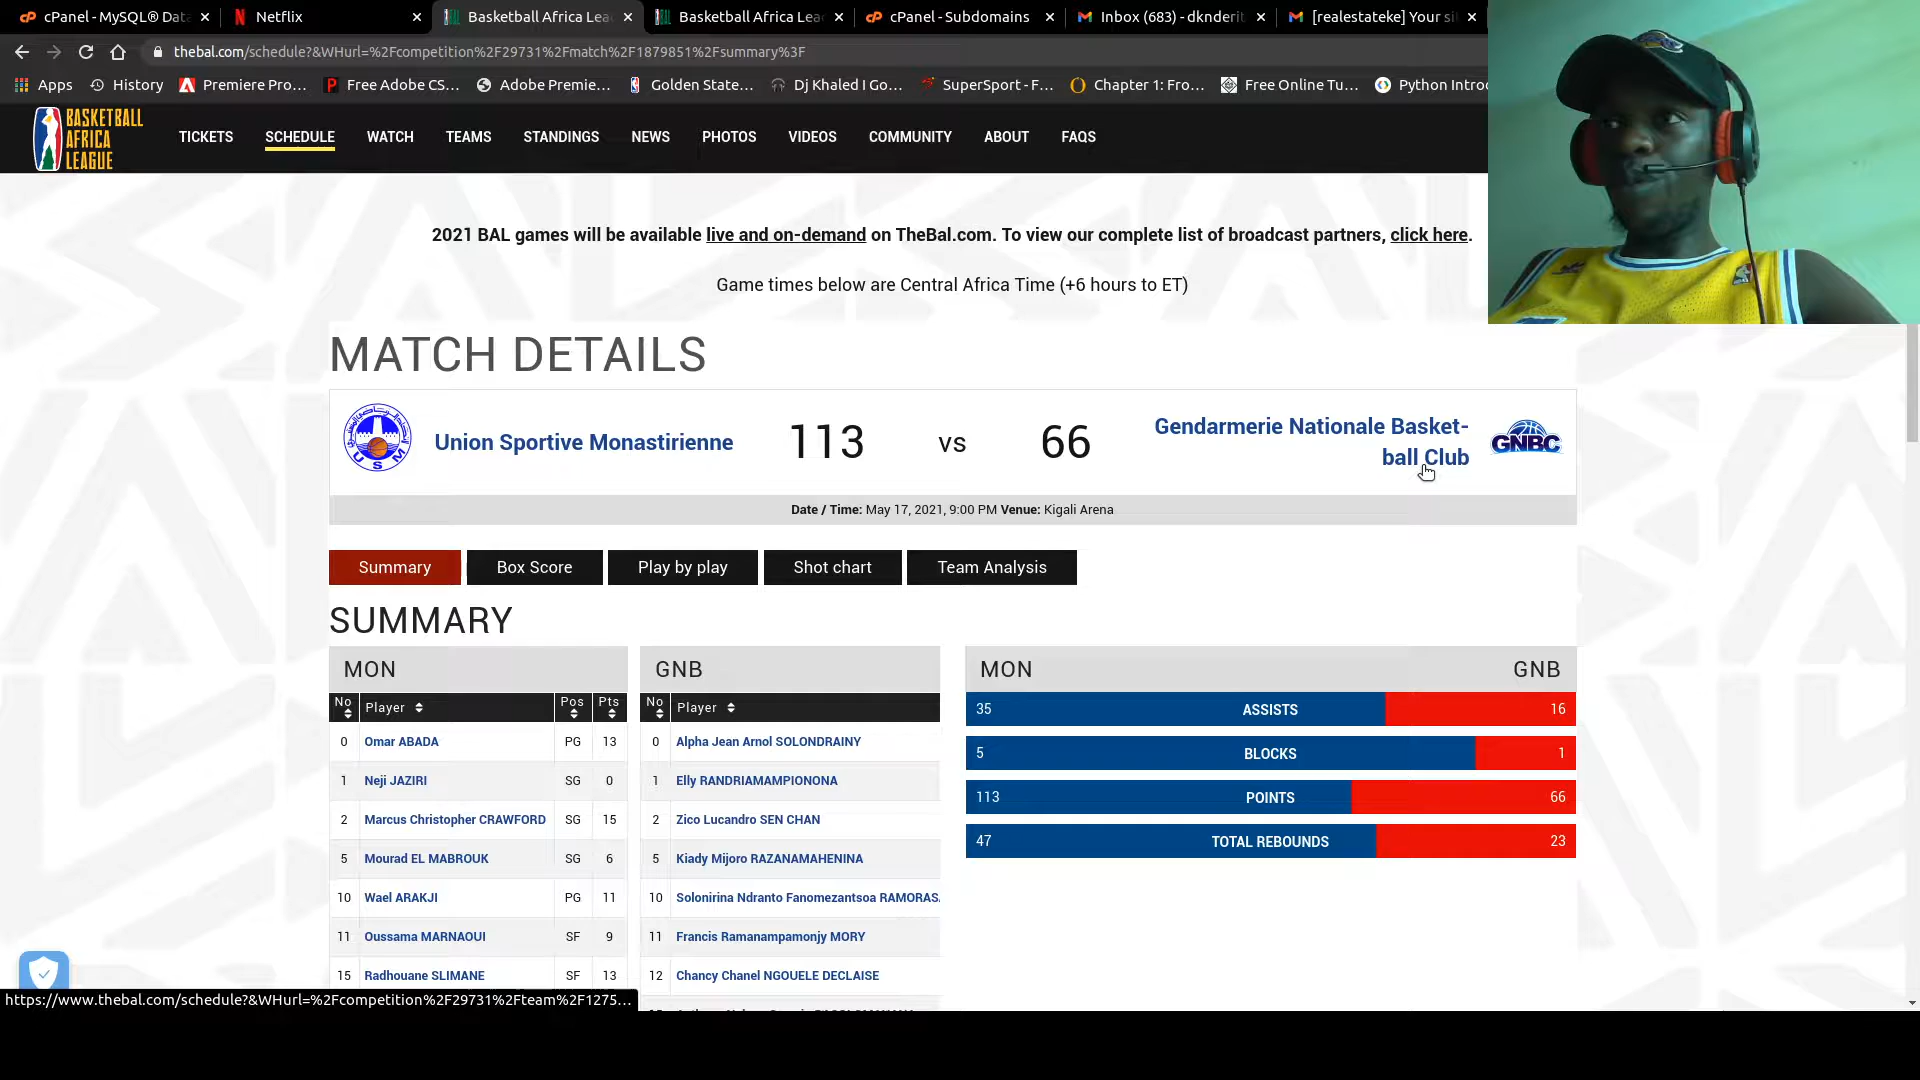 cPanel - MySQL® Data
Netflix
Basketball Africa Lea
Basketball Africa Lea
cPanel - Subdomains
Inbox (683) - dknderit
[realestateke] Your si
thebal.com/schedule?&WHurl=%2Fcompetition%2F29731%2Fmatch%2F1879851%2Fsummary%3F
Apps
History
Premiere Pro...
Free Adobe CS...
Adobe Premie...
Golden State...
Dj Khaled I Go...
SuperSport - F...
Chapter 1: Fro...
Free Online Tu...
Python Intro
BASKETBALL
AFRICA
LEAGUE
TICKETS SCHEDULE WATCH TEAMS STANDINGS NEWS PHOTOS VIDEOS COMMUNITY ABOUT FAQS
2021 BAL games will be available live and on-demand on TheBal.com. To view our complete list of broadcast partners, click here.
Game times below are Central Africa Time (+6 hours to ET)
MATCH DETAILS
USM
Union Sportive Monastirienne 113 vs 66 Gendarmerie Nationale Basket-
ball Club
GNBC
Date / Time: May 17, 2021, 9:00 PM Venue: Kigali Arena
Summary Box Score Play by play Shot chart Team Analysis
SUMMARY
MON
No Player Pos Pts
0 Omar ABADA PG 13
1 Neji JAZIRI SG 0
2 Marcus Christopher CRAWFORD SG 15
5 Mourad EL MABROUK SG 6
10 Wael ARAKJI PG 11
11 Oussama MARNAOUI SF 9
15 Radhouane SLIMANE SF 13
GNB
No Player
0 Alpha Jean Arnol SOLONDRAINY
1 Elly RANDRIAMAMPIONONA
2 Zico Lucandro SEN CHAN
5 Kiady Mijoro RAZANAMAHENINA
10 Solonirina Ndranto Fanomezantsoa RAMORAS
11 Francis Ramanampamonjy MORY
12 Chancy Chanel NGOUELE DECLAISE
MON GNB
35 ASSISTS 16
5 BLOCKS 1
113 POINTS 66
47 TOTAL REBOUNDS 23
https://www.thebal.com/schedule?&WHurl=%2Fcompetition%2F29731%2Fteam%2F1275...